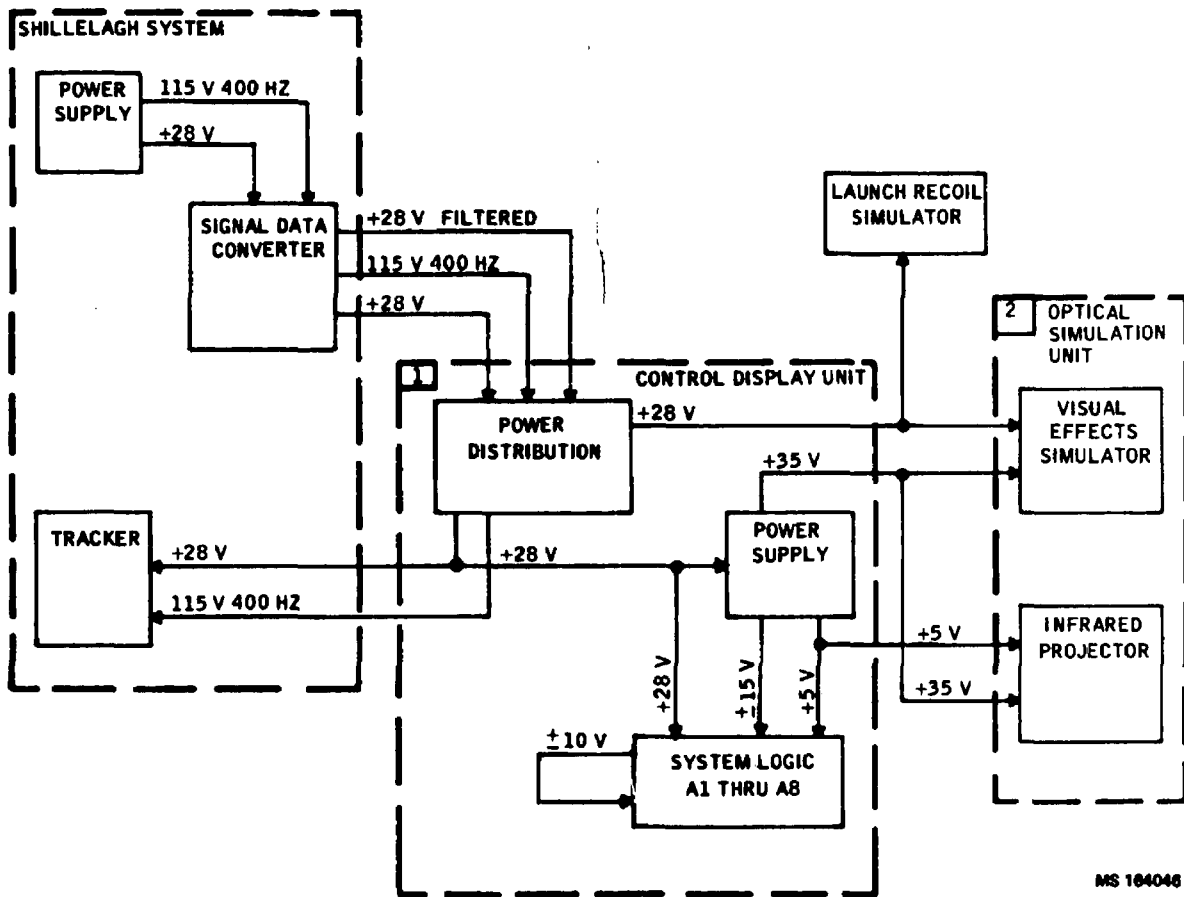 SHILLELAGH SYSTEM
POWER
SUPPLY
115 V 400 HZ
+28 V
SIGNAL DATA
CONVERTER
+28 V FILTERED
115 V 400 HZ
+28 V
LAUNCH RECOIL
SIMULATOR
2
OPTICAL
SIMULATION
UNIT
1
CONTROL DISPLAY UNIT
POWER
DISTRIBUTION
+28 V
VISUAL
EFFECTS
SIMULATOR
+35 V
TRACKER
+28 V
+28 V
POWER
SUPPLY
115 V 400 HZ
+5 V
INFRARED
PROJECTOR
+35 V
+28 V
±15 V
+5 V
±10 V
SYSTEM LOGIC
A1 THRU A8
MS 164046